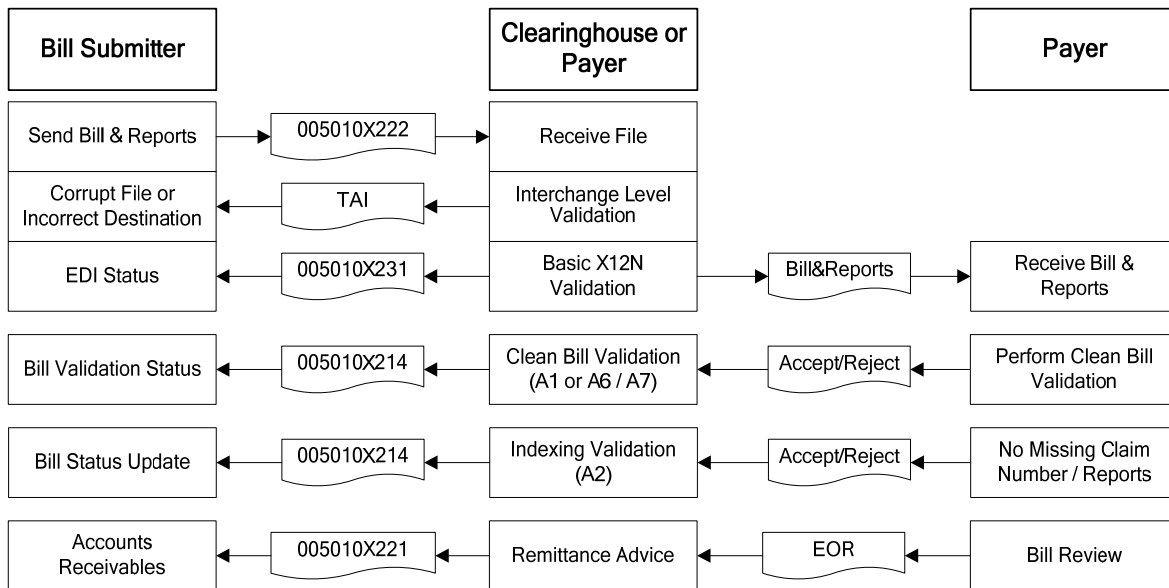 Bill Submitter
Clearinghouse or
Payer
Payer
Send Bill & Reports
005010X222
Receive File
Corrupt File or
Incorrect Destination
TAI
Interchange Level
Validation
EDI Status
005010X231
Basic X12N
Validation
Bill&Reports
Receive Bill &
Reports
Bill Validation Status
005010X214
Clean Bill Validation
(A1 or A6 / A7)
Accept/Reject
Perform Clean Bill
Validation
Bill Status Update
005010X214
Indexing Validation
(A2)
Accept/Reject
No Missing Claim
Number / Reports
Accounts
Receivables
005010X221
Remittance Advice
EOR
Bill Review